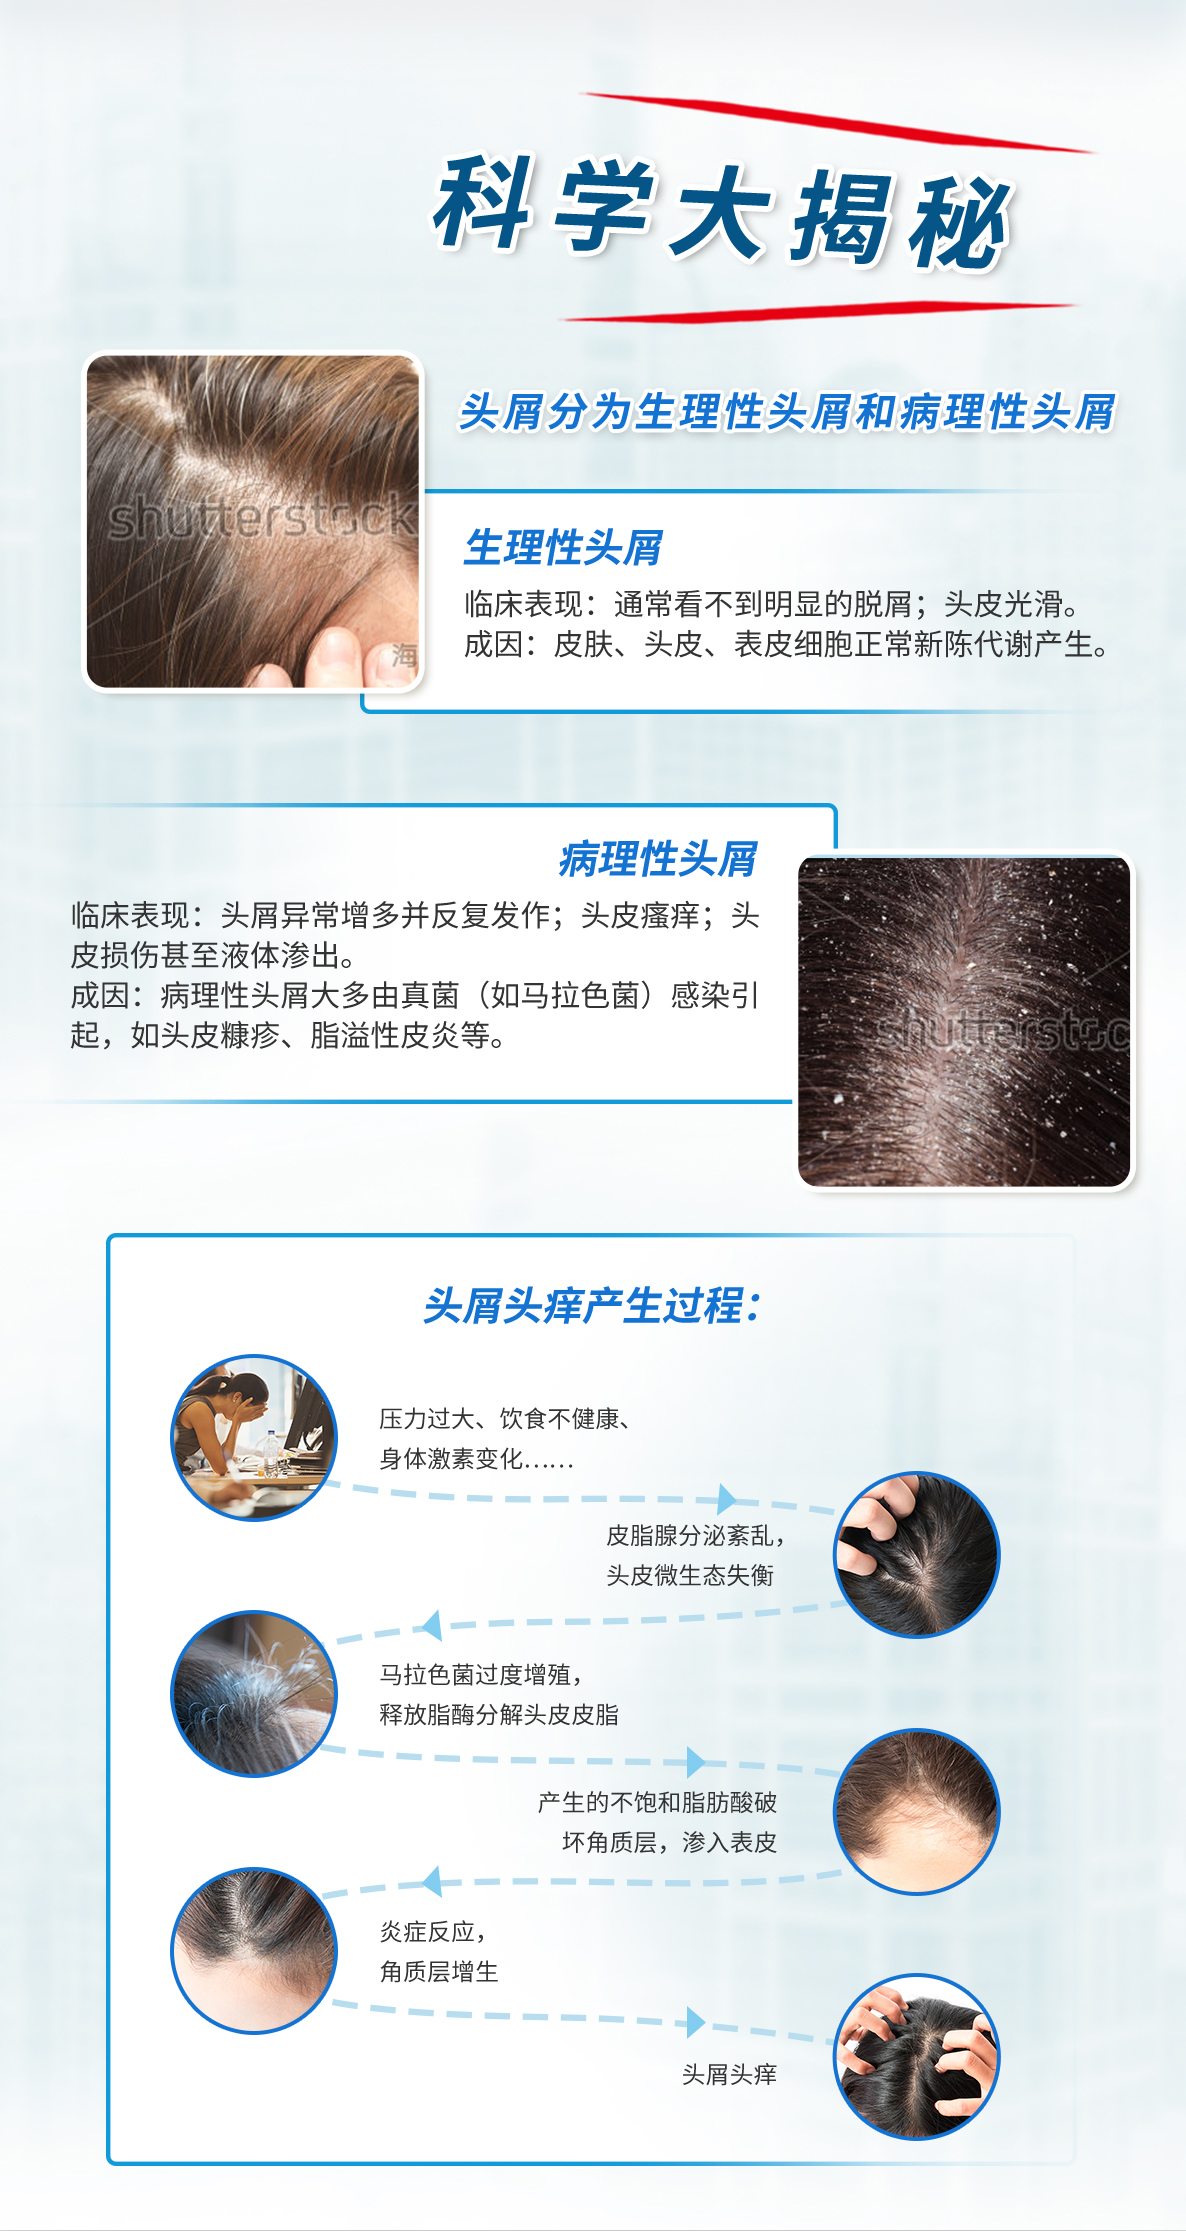 科学大揭秘
头屑分为生理性头屑和病理性头屑
shutterstock
海
生理性头屑
临床表现：通常看不到明显的脱屑；头皮光滑。
成因：皮肤、头皮、表皮细胞正常新陈代谢产生。
病理性头屑
临床表现：头屑异常增多并反复发作；头皮瘙痒；头
皮损伤甚至液体渗出。
成因：病理性头屑大多由真菌（如马拉色菌）感染引
起，如头皮糠疹、脂溢性皮炎等。
shutterstoc
头屑头痒产生过程：
压力过大、饮食不健康、
身体激素变化……
皮脂腺分泌紊乱，
头皮微生态失衡
马拉色菌过度增殖，
释放脂酶分解头皮皮脂
产生的不饱和脂肪酸破
坏角质层，渗入表皮
炎症反应，
角质层增生
头屑头痒